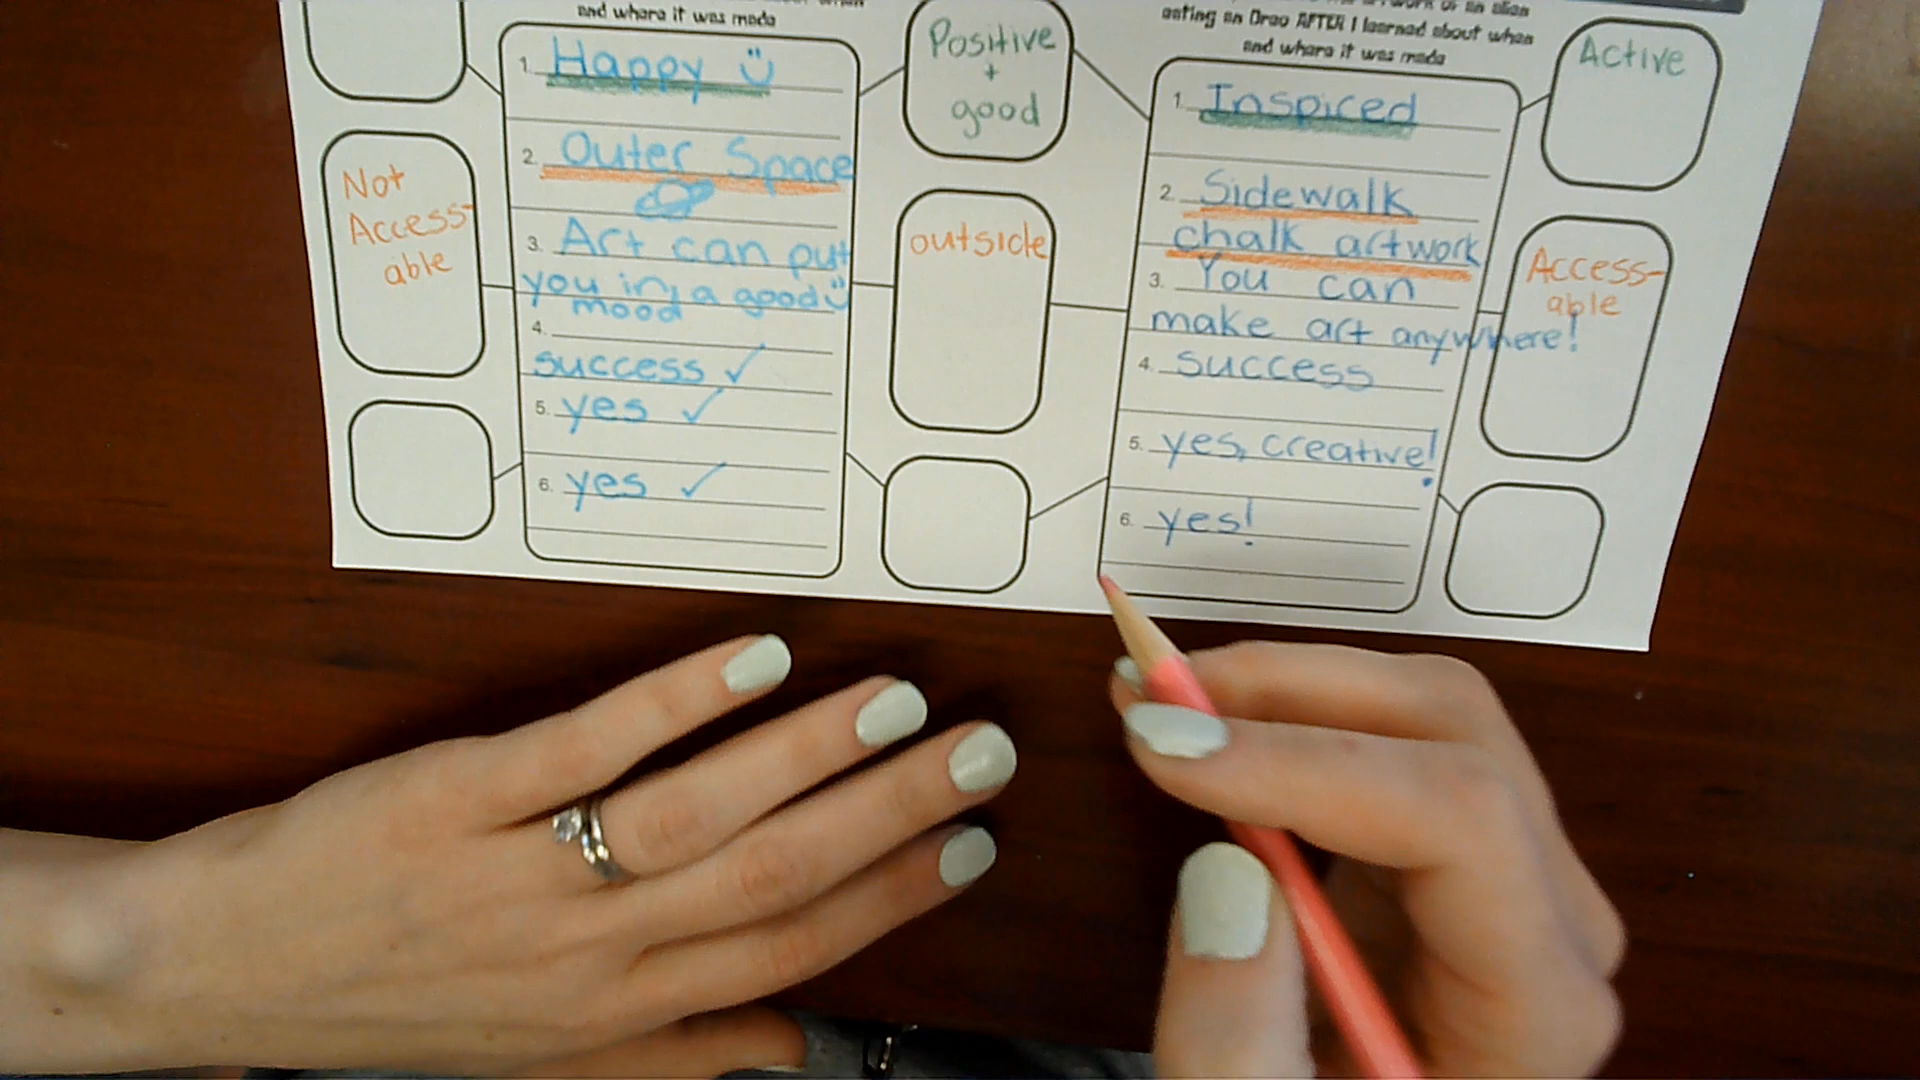 and where it was made
1. Happy
2. Outer Space
3. Art can put
you in a good
mood
4.
success ✓
5. yes ✓
6. yes ✓
Not
Access-
able
Positive
+
good
outside
eating an Oreo AFTER I learned about when
and where it was made
1. Inspired
2. Sidewalk
chalk artwork
3. You can
make art anywhere!
4. success
5. yes, creative!
6. yes!
Active
Access-
able